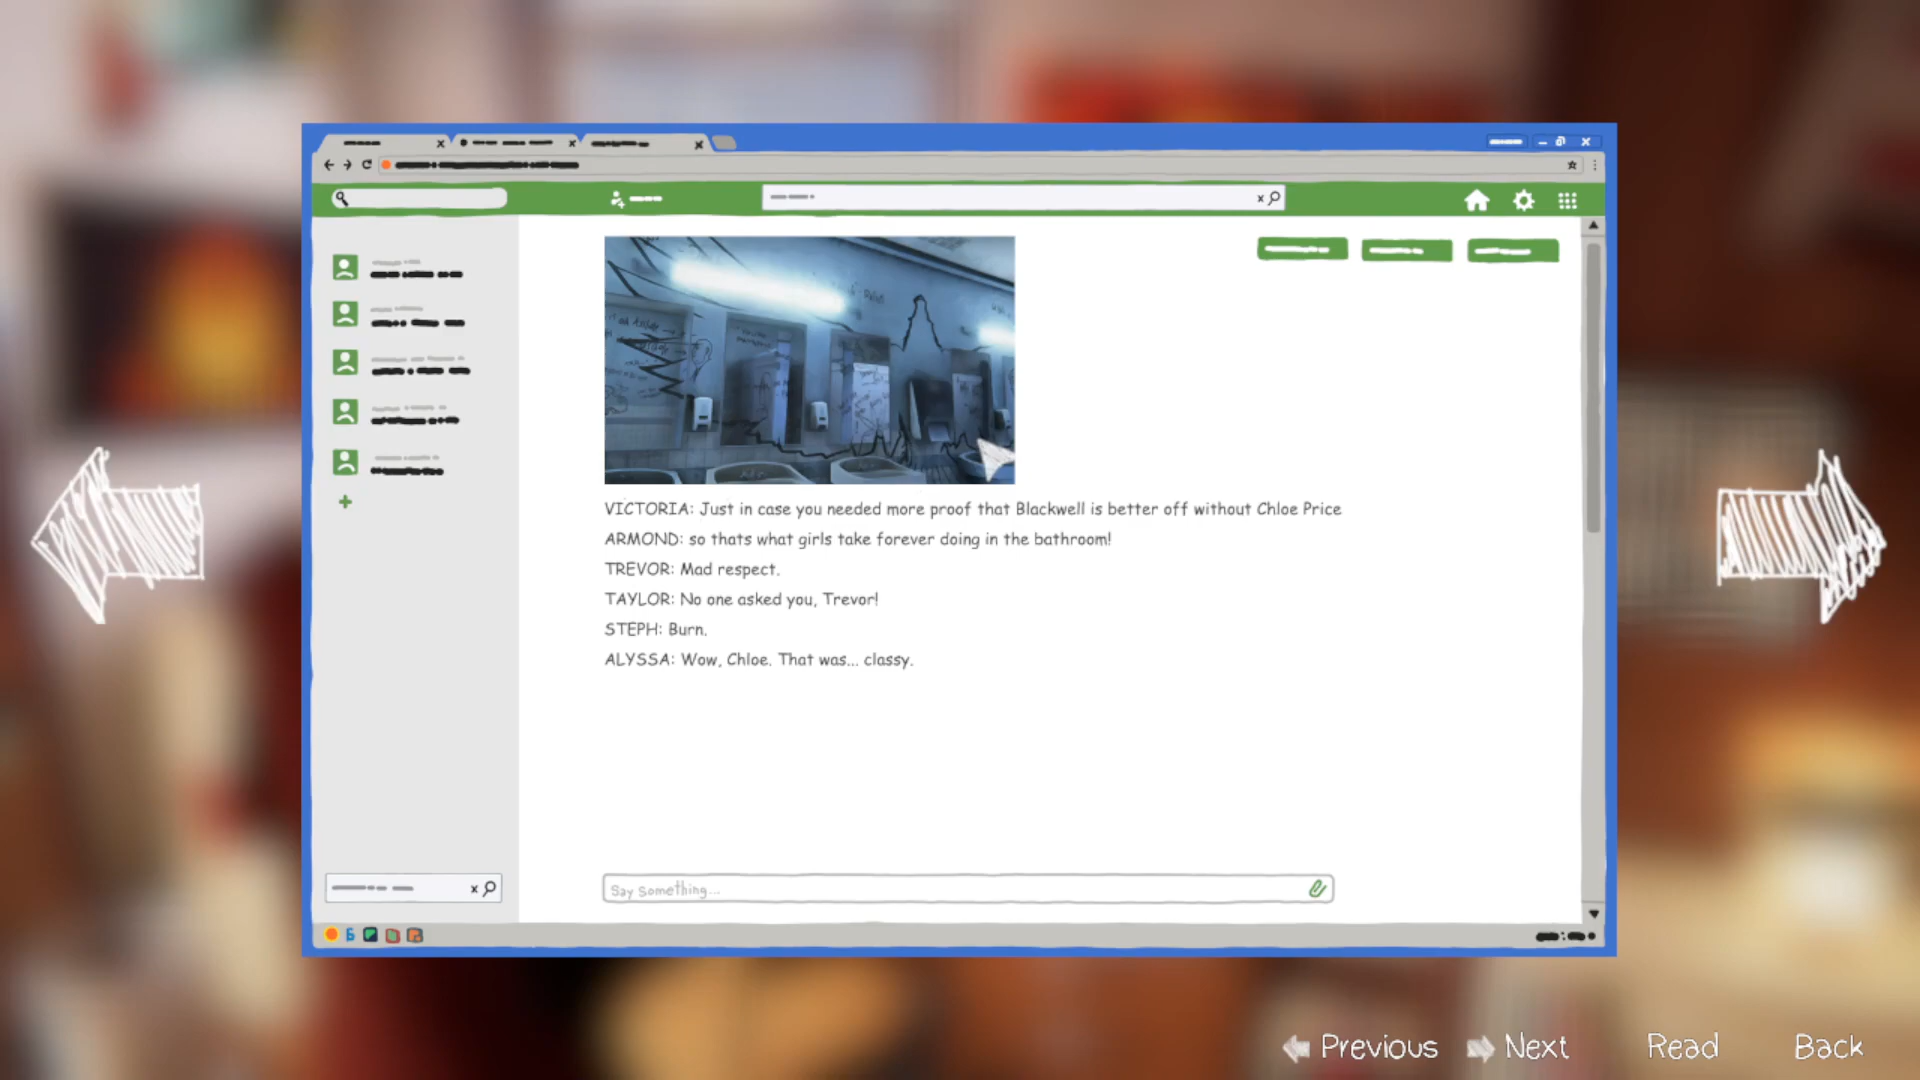 VICTORIA: Just in case you needed more proof that Blackwell is better off without Chloe Price
ARMOND: so thats what girls take forever doing in the bathroom!
TREVOR: Mad respect.
TAYLOR: No one asked you, Trevor!
STEPH: Burn.
ALYSSA: Wow, Chloe. That was... classy.
Say Something...
Previous Next Read Back